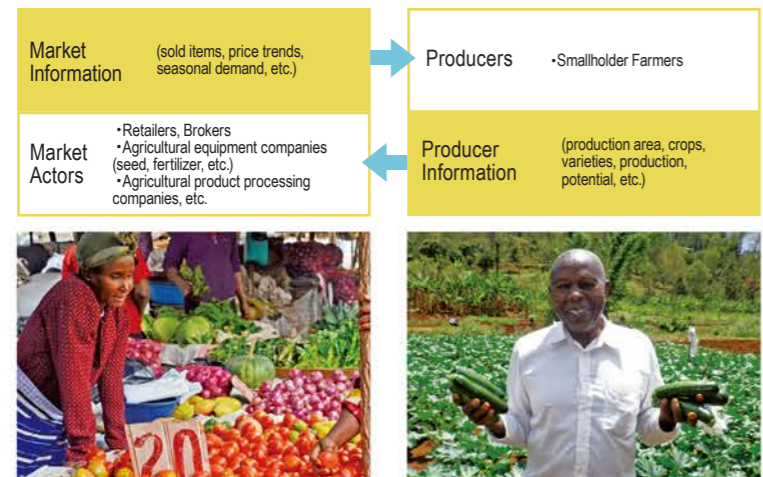 Market
Information
(sold items, price trends,
seasonal demand, etc.)
Market
Actors
・Retailers, Brokers
・Agricultural equipment companies
(seed, fertilizer, etc.)
・Agricultural product processing
companies, etc.
Producers
・Smallholder Farmers
Producer
Information
(production area, crops,
varieties, production,
potential, etc.)
20